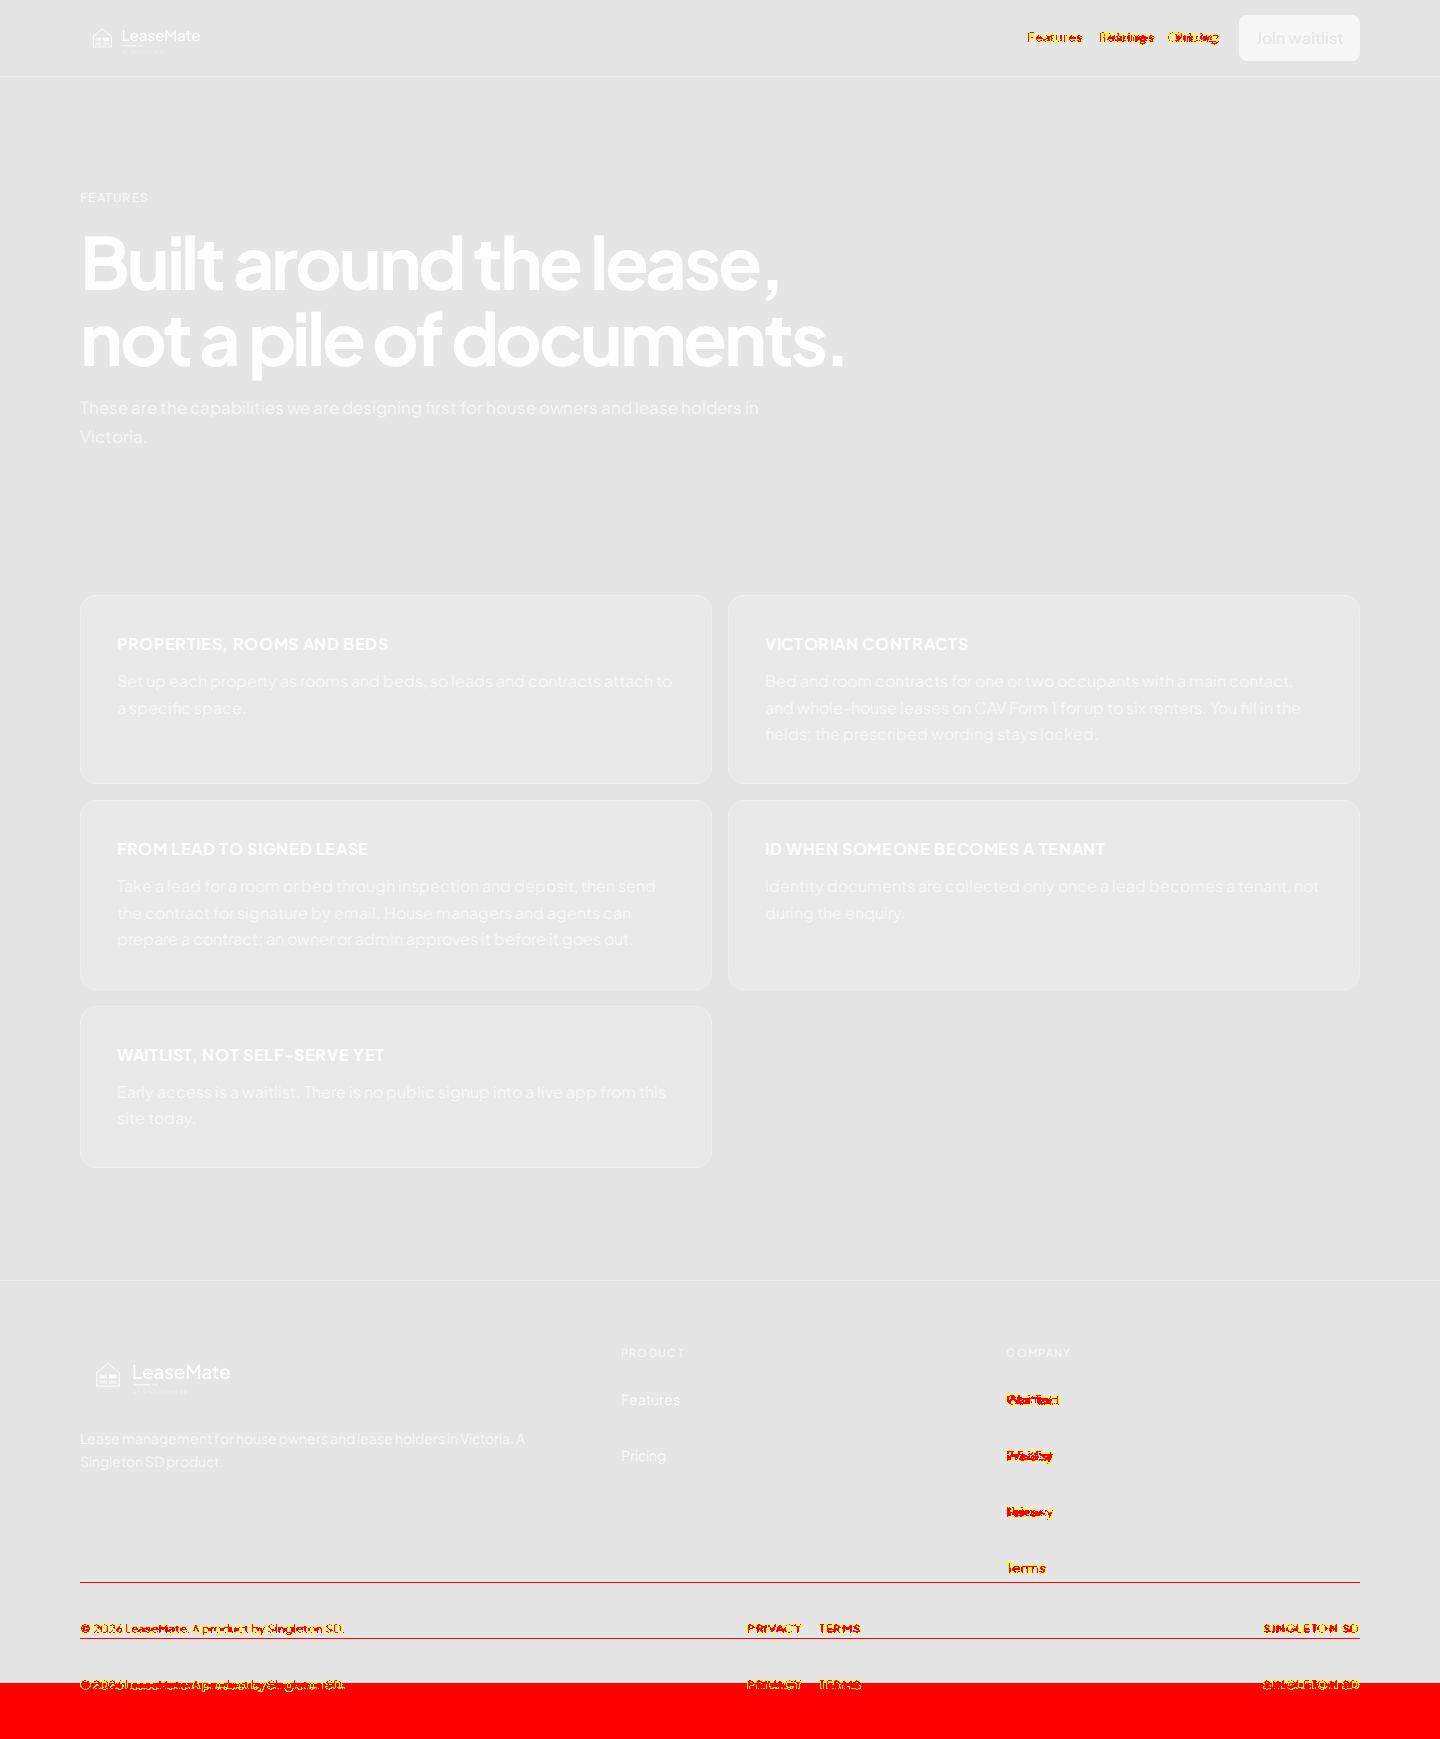 LeaseMate
Features
Join waitlist
FEATURES
Built around the lease,
not a pile of documents.
These are the capabilities we are designing first for house owners and lease holders in
Victoria.
PROPERTIES, ROOMS AND BEDS
Set up each property as rooms and beds, so leads and contracts attach to
a specific space.
VICTORIAN CONTRACTS
Bed and room contracts for one or two occupants with a main contact,
and whole-house leases on CAV Form 1 for up to six renters. You fill in the
fields; the prescribed wording stays locked.
FROM LEAD TO SIGNED LEASE
Take a lead for a room or bed through inspection and deposit, then send
the contract for signature by email. House managers and agents can
prepare a contract; an owner or admin approves it before it goes out.
ID WHEN SOMEONE BECOMES A TENANT
Identity documents are collected only once a lead becomes a tenant, not
during the enquiry.
WAITLIST, NOT SELF-SERVE YET
Early access is a waitlist. There is no public signup into a live app from this
site today.
LeaseMate
Lease management for house owners and lease holders in Victoria. A
Singleton SD product.
PRODUCT
Features
Pricing
COMPANY
Terms
© 2026 LeaseMate. A product by Singleton SD.
PRIVACY TERMS
SINGLETON SD
© 2026 LeaseMate. A product by Singleton SD.
PRIVACY TERMS
SINGLETON SD